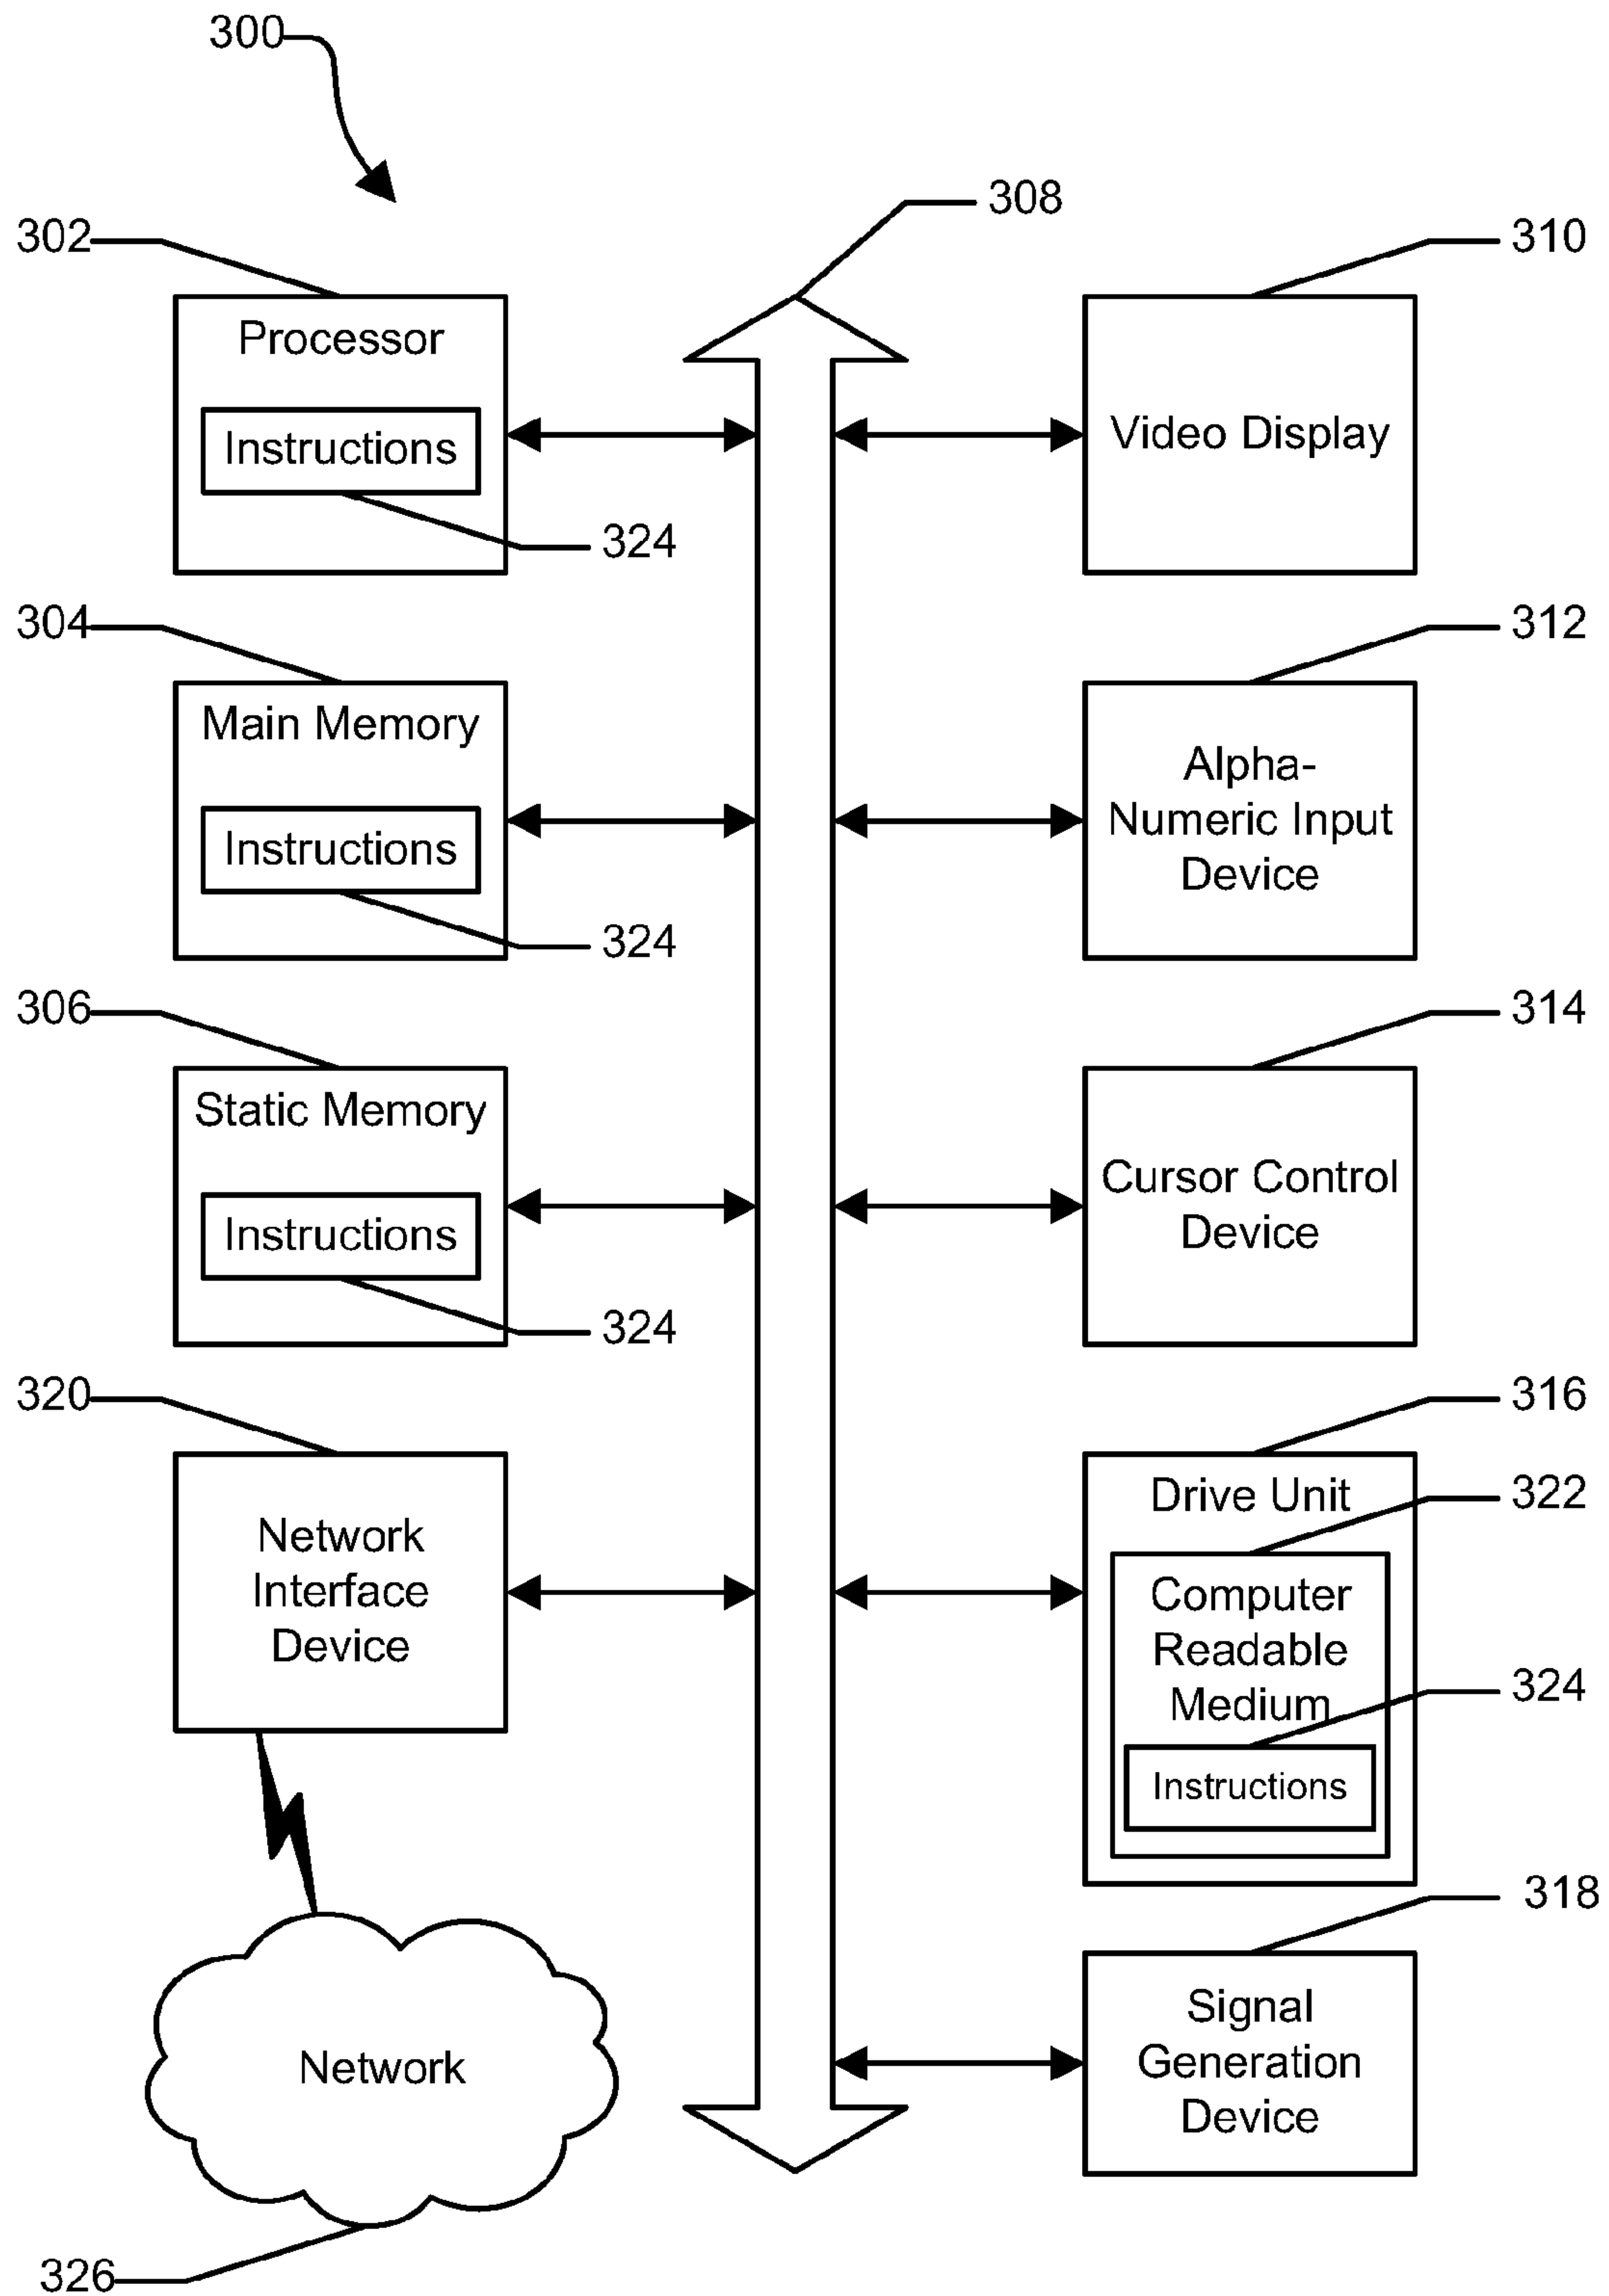 300
308
302
310
Processor
Instructions
Video Display
324
304
312
Main Memory
Instructions
Alpha-
Numeric Input
Device
324
306
314
Static Memory
Instructions
Cursor Control
Device
324
320
316
Network
Interface
Device
Drive Unit
322
Computer
Readable
Medium
324
Instructions
318
Signal
Generation
Device
Network
326